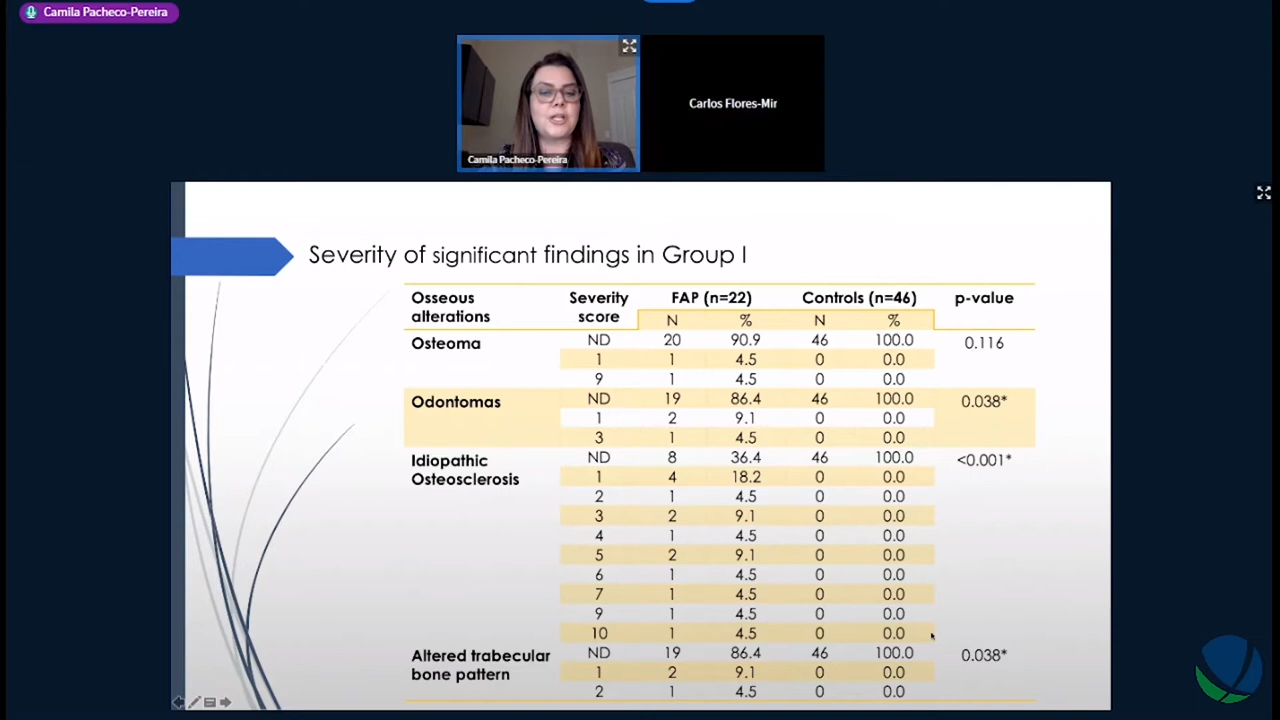 Camila Pacheco-Pereira
Camila Pacheco-Pereira
Carlos Flores-Mir
Severity of significant findings in Group I
Osseous alterations Severity score FAP (n=22) Controls (n=46) p-value
N % N %
Osteoma ND 20 90.9 46 100.0 0.116
1 1 4.5 0 0.0
9 1 4.5 0 0.0
Odontomas ND 19 86.4 46 100.0 0.038*
1 2 9.1 0 0.0
3 1 4.5 0 0.0
Idiopathic Osteosclerosis ND 8 36.4 46 100.0 <0.001*
1 4 18.2 0 0.0
2 1 4.5 0 0.0
3 2 9.1 0 0.0
4 1 4.5 0 0.0
5 2 9.1 0 0.0
6 1 4.5 0 0.0
7 1 4.5 0 0.0
9 1 4.5 0 0.0
10 1 4.5 0 0.0
Altered trabecular bone pattern ND 19 86.4 46 100.0 0.038*
1 2 9.1 0 0.0
2 1 4.5 0 0.0